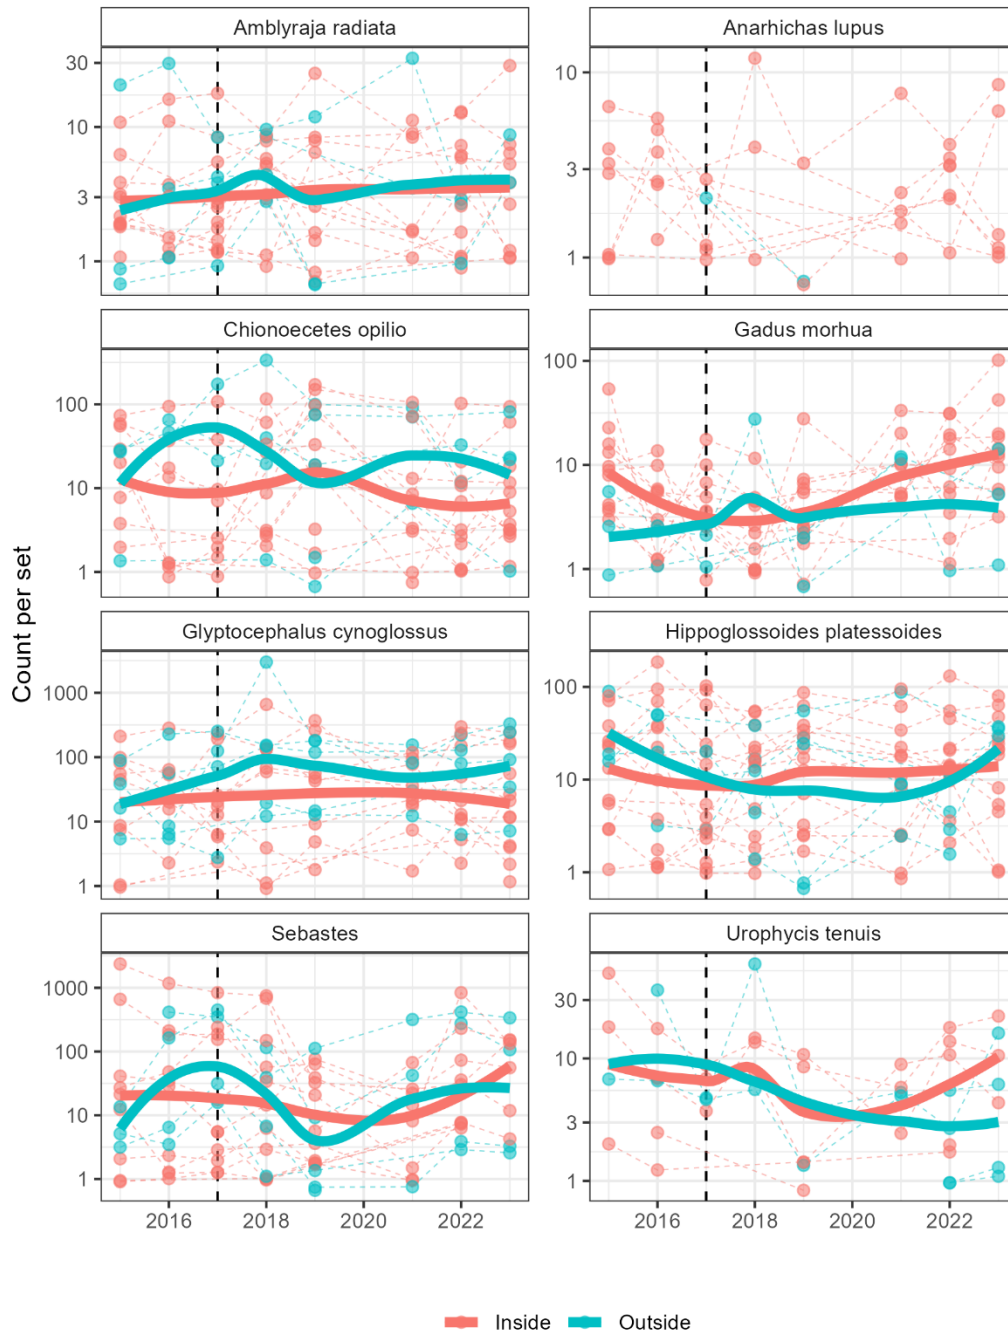 Amblyraja radiata
Anarhichas lupus
30
10
3
1
10
3
1
Chionoecetes opilio
Gadus morhua
100
10
1
100
10
1
Count per set
Glyptocephalus cynoglossus
Hippoglossoides platessoides
1000
100
10
1
100
10
1
Sebastes
Urophycis tenuis
1000
100
10
1
30
10
3
1
2016 2018 2020 2022
2016 2018 2020 2022
Inside Outside